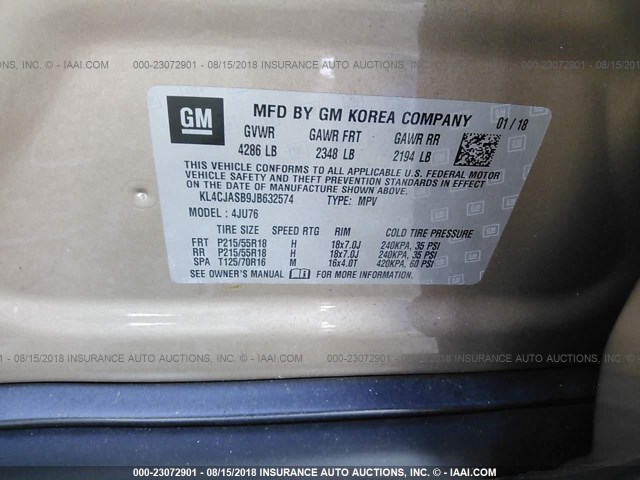 000-23072901 - 08/15/2018 INSURANCE AUTO AUCTIONS, INC. - IAAI.COM
GM
MFD BY GM KOREA COMPANY 01 / 18
GVWR GAWR FRT GAWR RR
4286 LB 2348 LB 2194 LB
THIS VEHICLE CONFORMS TO ALL APPLICABLE U.S. FEDERAL MOTOR
VEHICLE SAFETY AND THEFT PREVENTION STANDARDS IN
EFFECT ON THE DATE OF MANUFACTURE SHOWN ABOVE.
KL4CJASB9JB632574 TYPE: MPV
MODEL : 4JU76
TIRE SIZE SPEED RTG RIM COLD TIRE PRESSURE
FRT P215/55R18 H 18x7.0J 240KPA, 35 PSI
RR P215/55R18 H 18x7.0J 240KPA, 35 PSI
SPA T125/70R16 M 16x4.0T 420KPA, 60 PSI
SEE OWNER'S MANUAL FOR MORE INFORMATION.
INC. - IAAI.COM 000-23072901 - 08/15/2018 INSURANCE AUTO AUCTIONS, INC. - IAAI.COM
000-23072901 - 08/15/2018 INSURANCE AUTO AUCTIONS, INC. - IAAI.COM
000-23072901 - 08/15/2018 INSURANCE AUTO AUCTIONS, INC. - IAAI.COM